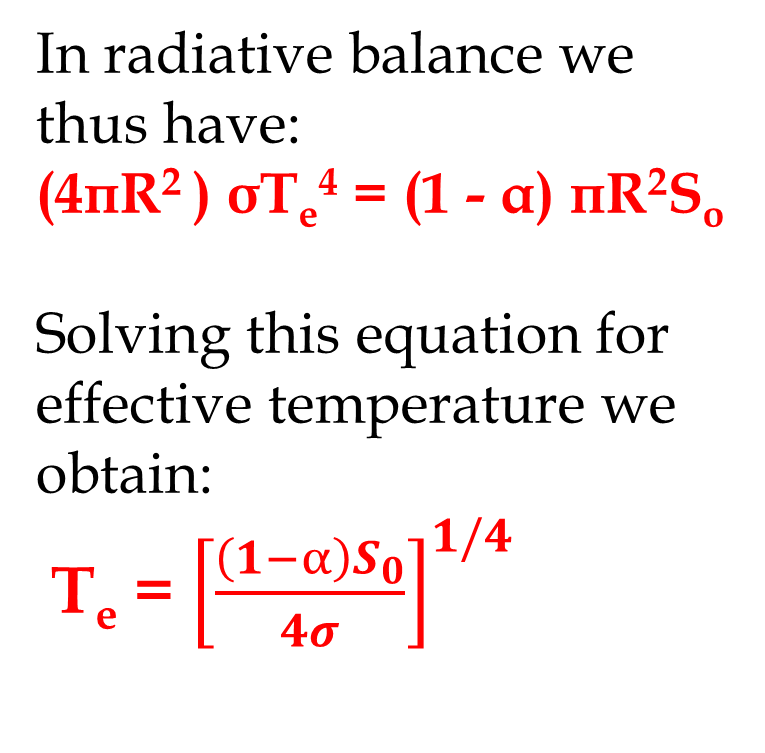 In radiative balance we
thus have:
(4πR²) σTₑ⁴ = (1 - α) πR²Sₒ
Solving this equation for
effective temperature we
obtain:
Tₑ = [(1−α)S₀ / 4σ]^1/4